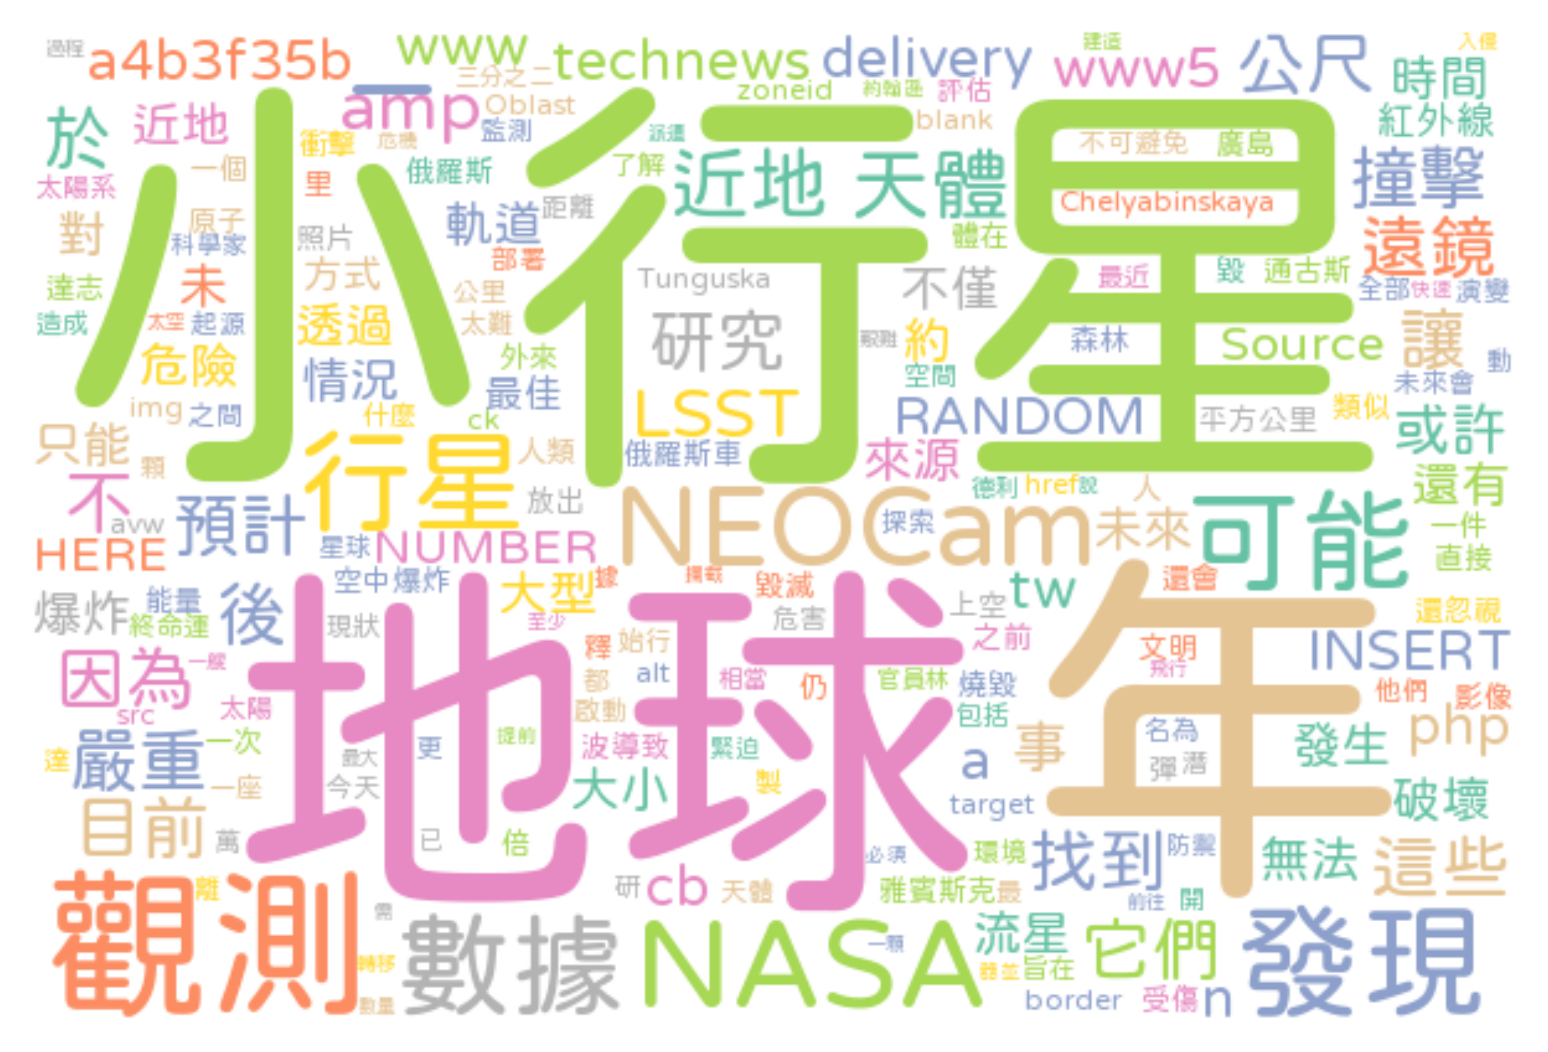 過程
a4b3f35b
www
technews
delivery
www5
建造
公尺
入侵
時間
三分之二
_
amp
Oblast
zoneid
評估
blank
紅外線
於
近地
衝擊
危機
監測
派遣
了解
近地
天體
不可避免
廣島
撞擊
小行星
太陽系
一個
里
俄羅斯
Chelyabinskaya
對
原子
科學家
照片
軌道
距離
體在
遠鏡
達志
未
方式
部署
公里
Tunguska
不僅
最近
毀
通古斯
全部
快速
演變
造成
太空
起源
透過
太難
研究
艱難
約
森林
Source
讓
動
危險
情況
外來
最佳
空間
未來會
img
之間
什麼
ck
LSST
RANDOM
平方公里
類似
或許
只能
顆
行星
人類
俄羅斯車
來源
還有
不
avw
預計
放出
NEOCam
探索
德利
href
說
人
未來
可能
一件
直接
HERE
星球
NUMBER
空中爆炸
大型
據
攔截
毀滅
上空
tw
還會
爆炸
能量
終命運
後
現狀
至少
危害
之前
還忽視
地球
年
因為
一艘
釋
始行
文明
飛行
INSERT
src
太陽
都
alt
相當
仍
官員林
燒毀
他們
影像
啟動
包括
php
嚴重
一次
最大
更
提前
波導致
緊迫
a
事
名為
發生
達
一座
今天
大小
製
彈
潛
target
破壞
目前
萬
已
倍
必須
環境
找到
防禦
無法
這些
離
研
cb
天體
雅賓斯克
最
前往
開
觀測
需
轉移
數量
數據
NASA
一顆
流星
器並
旨在
它們
border
受傷
n
發現